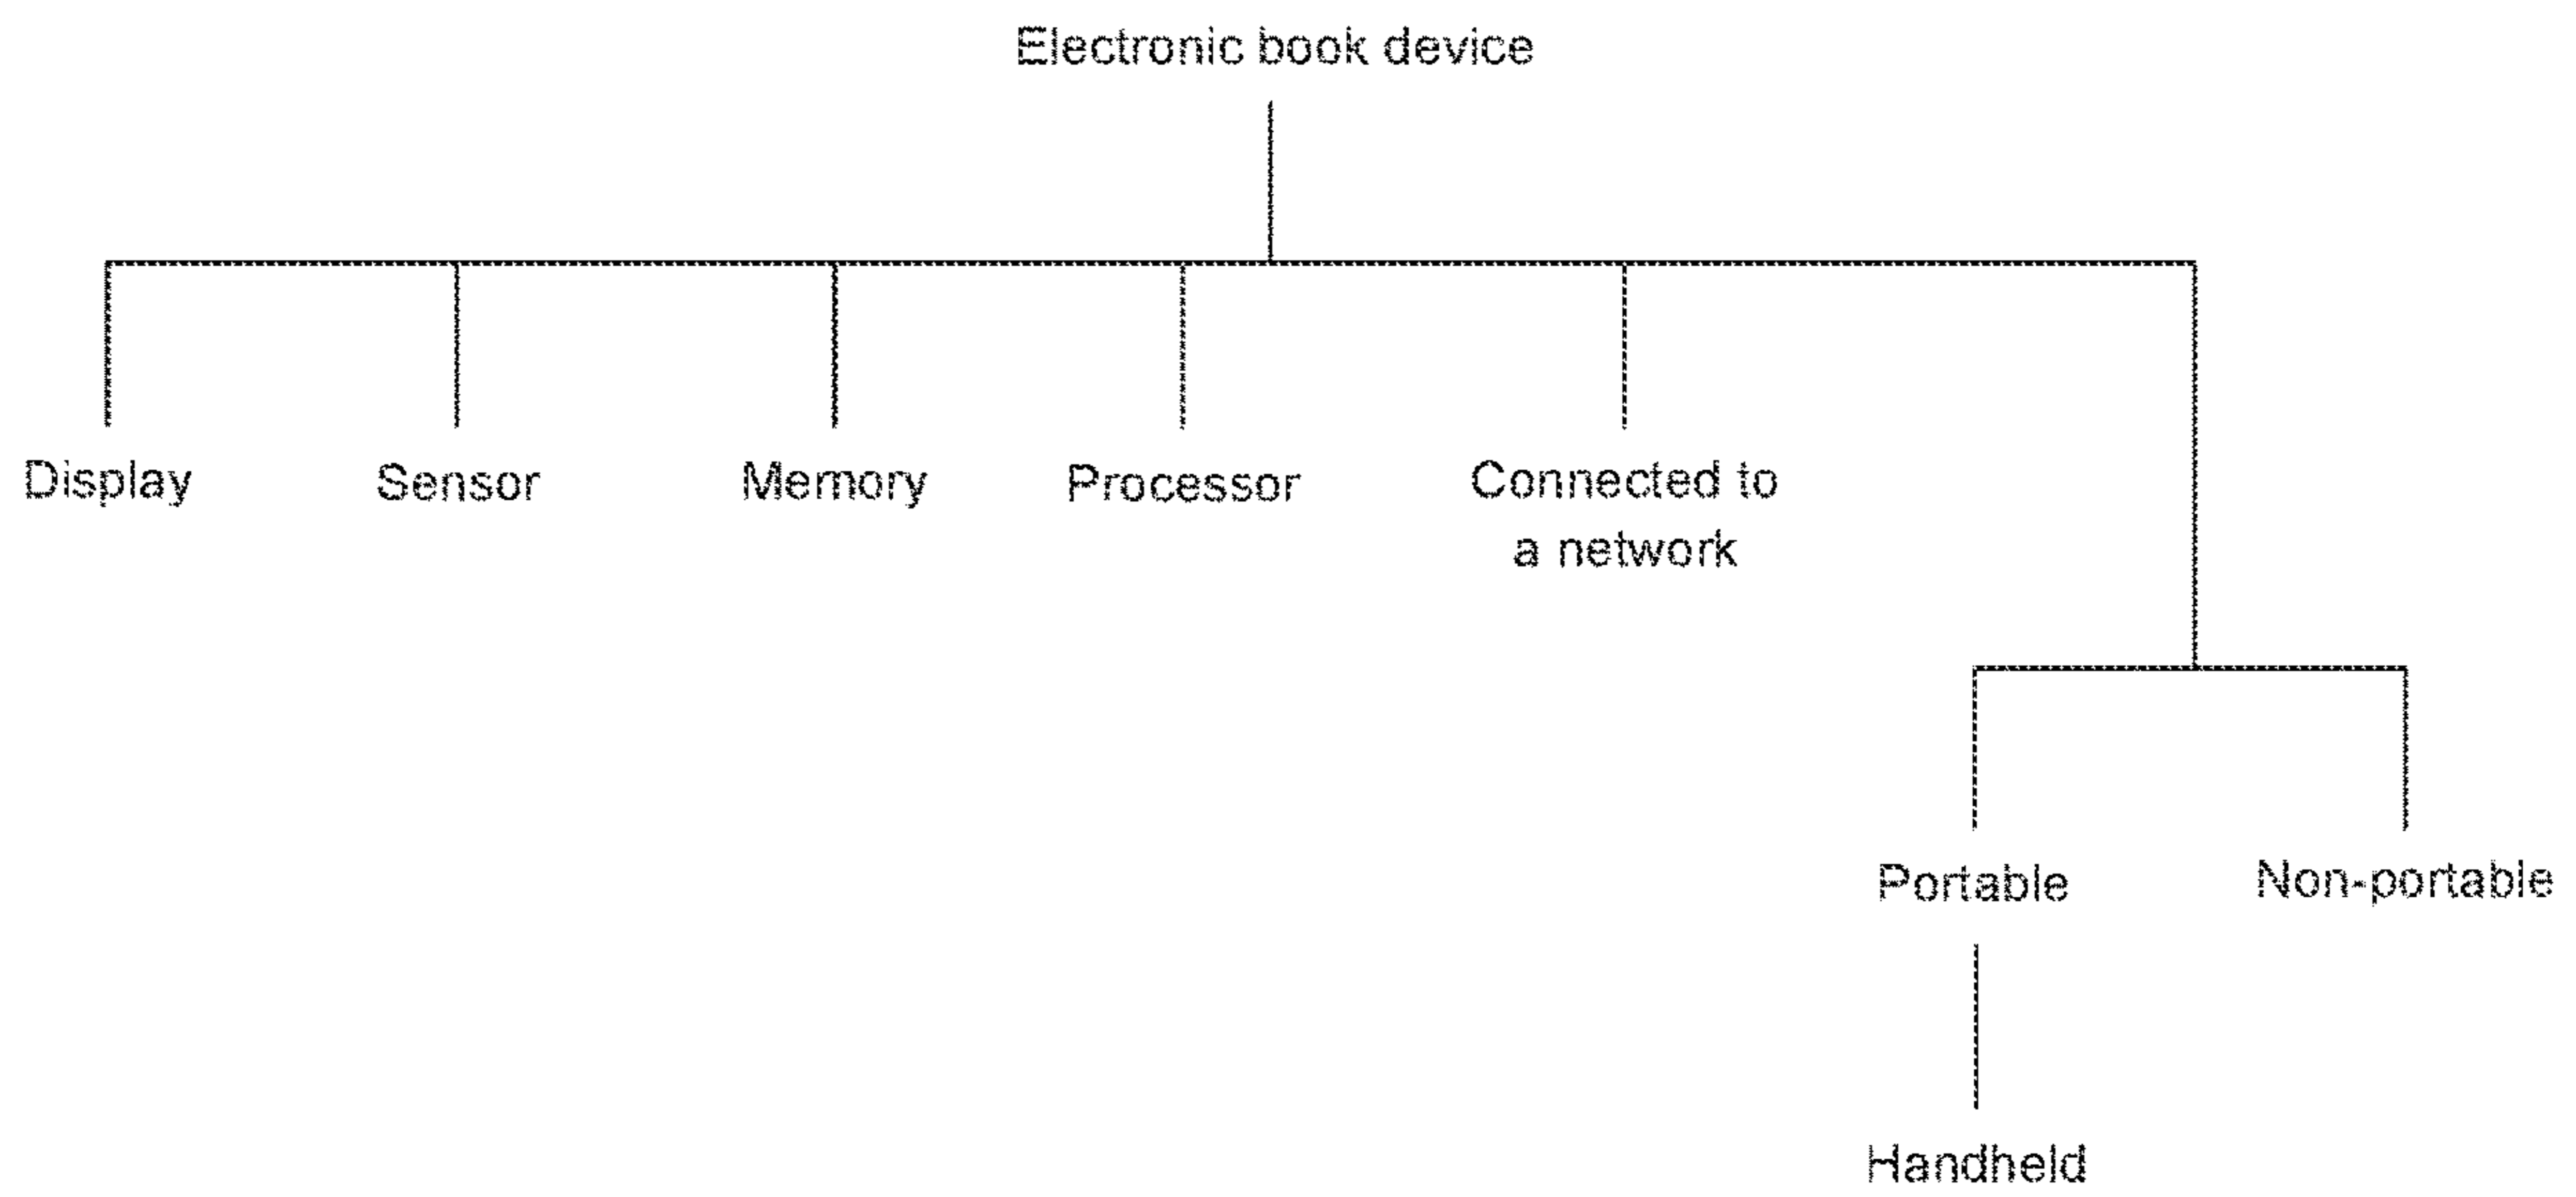 Electronic book device
Display
Sensor
Memory
Processor
Connected to
a network
Portable
Non-portable
Handheld